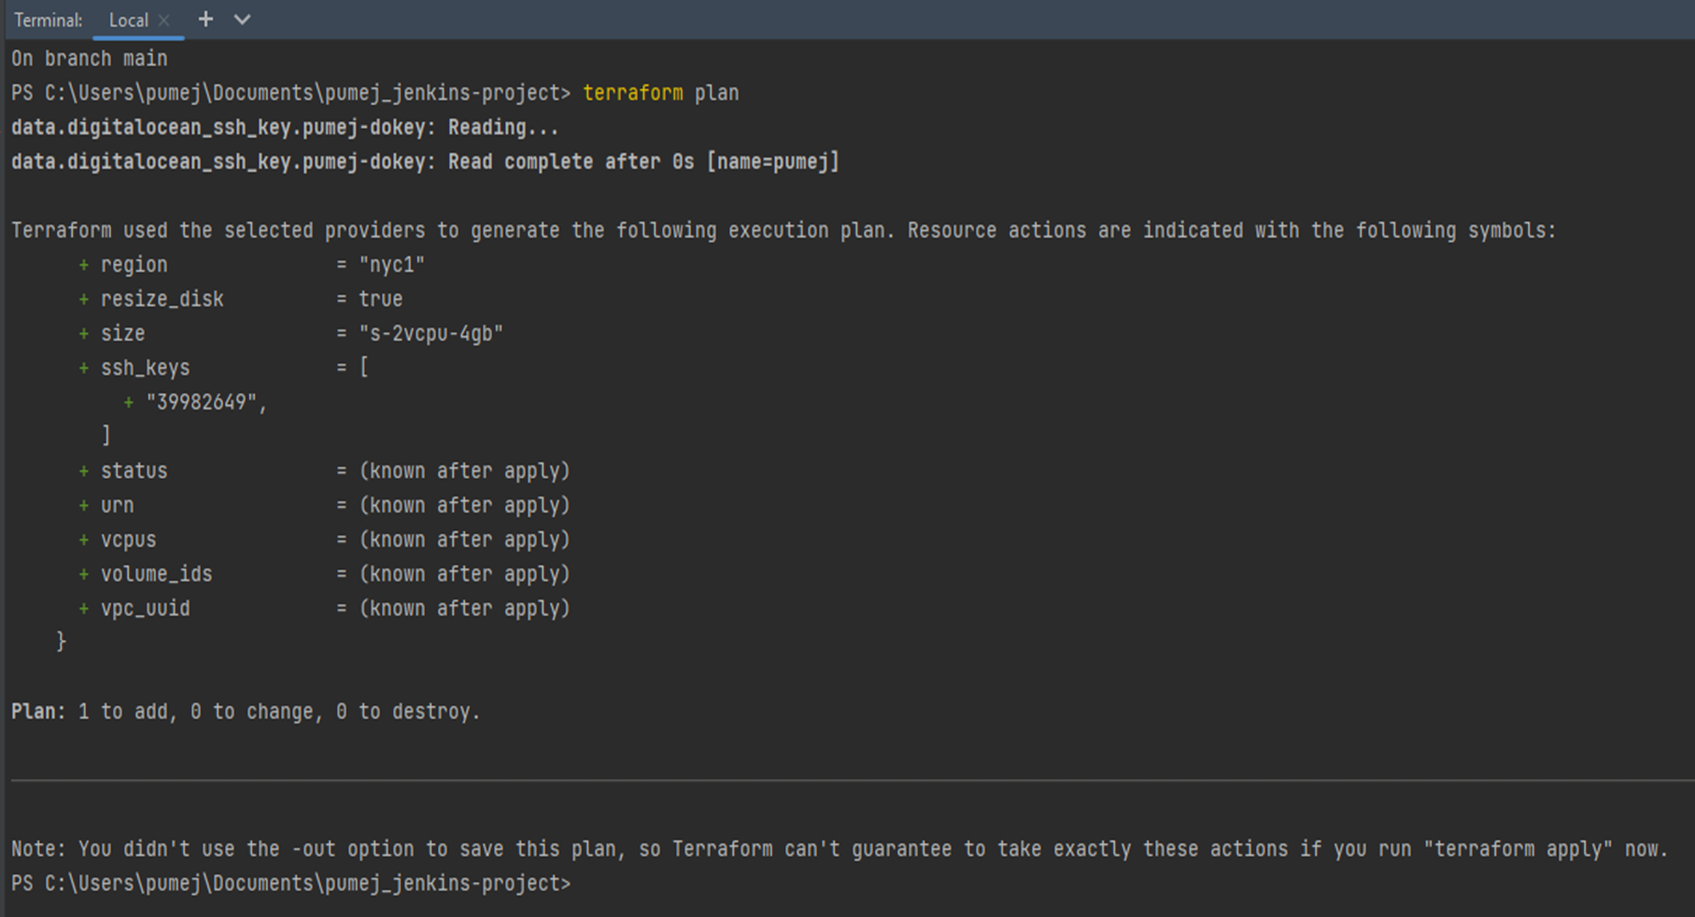 Terminal: Local × +
On branch main
PS C:\Users\pumej\Documents\pumej_jenkins-project> terraform plan
data.digitalocean_ssh_key.pumej-dokey: Reading...
data.digitalocean_ssh_key.pumej-dokey: Read complete after 0s [name=pumej]
Terraform used the selected providers to generate the following execution plan. Resource actions are indicated with the following symbols:
+ region = "nyc1"
+ resize_disk = true
+ size = "s-2vcpu-4gb"
+ ssh_keys = [
+ "39982649",
]
+ status = (known after apply)
+ urn = (known after apply)
+ vcpus = (known after apply)
+ volume_ids = (known after apply)
+ vpc_uuid = (known after apply)
}
Plan: 1 to add, 0 to change, 0 to destroy.
Note: You didn't use the -out option to save this plan, so Terraform can't guarantee to take exactly these actions if you run "terraform apply" now.
PS C:\Users\pumej\Documents\pumej_jenkins-project>